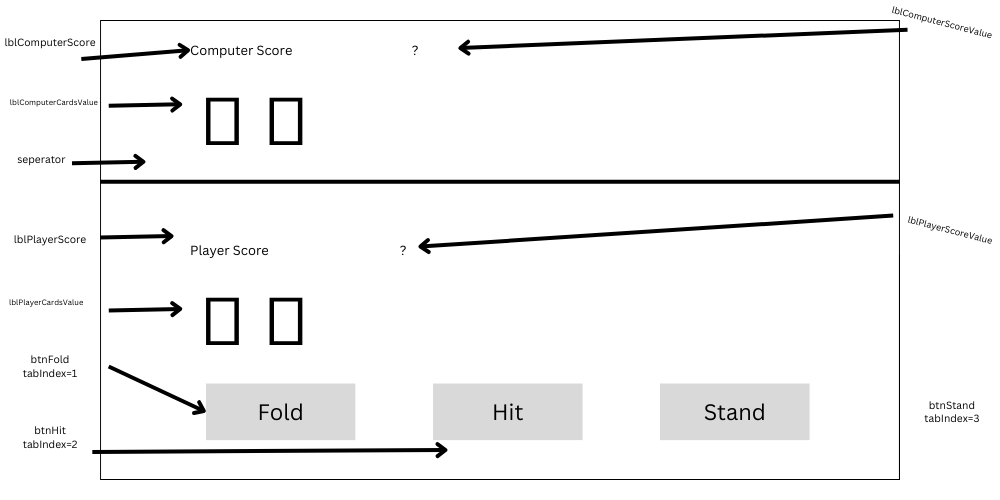 lblComputerScoreValue
lblComputerScore
Computer Score
?
lblComputerCardsValue
seperator
lblPlayerScore
lblPlayerScoreValue
Player Score
?
lblPlayerCardsValue
btnFold
tabIndex=1
Fold
Hit
Stand
btnStand
tabIndex=3
btnHit
tabIndex=2